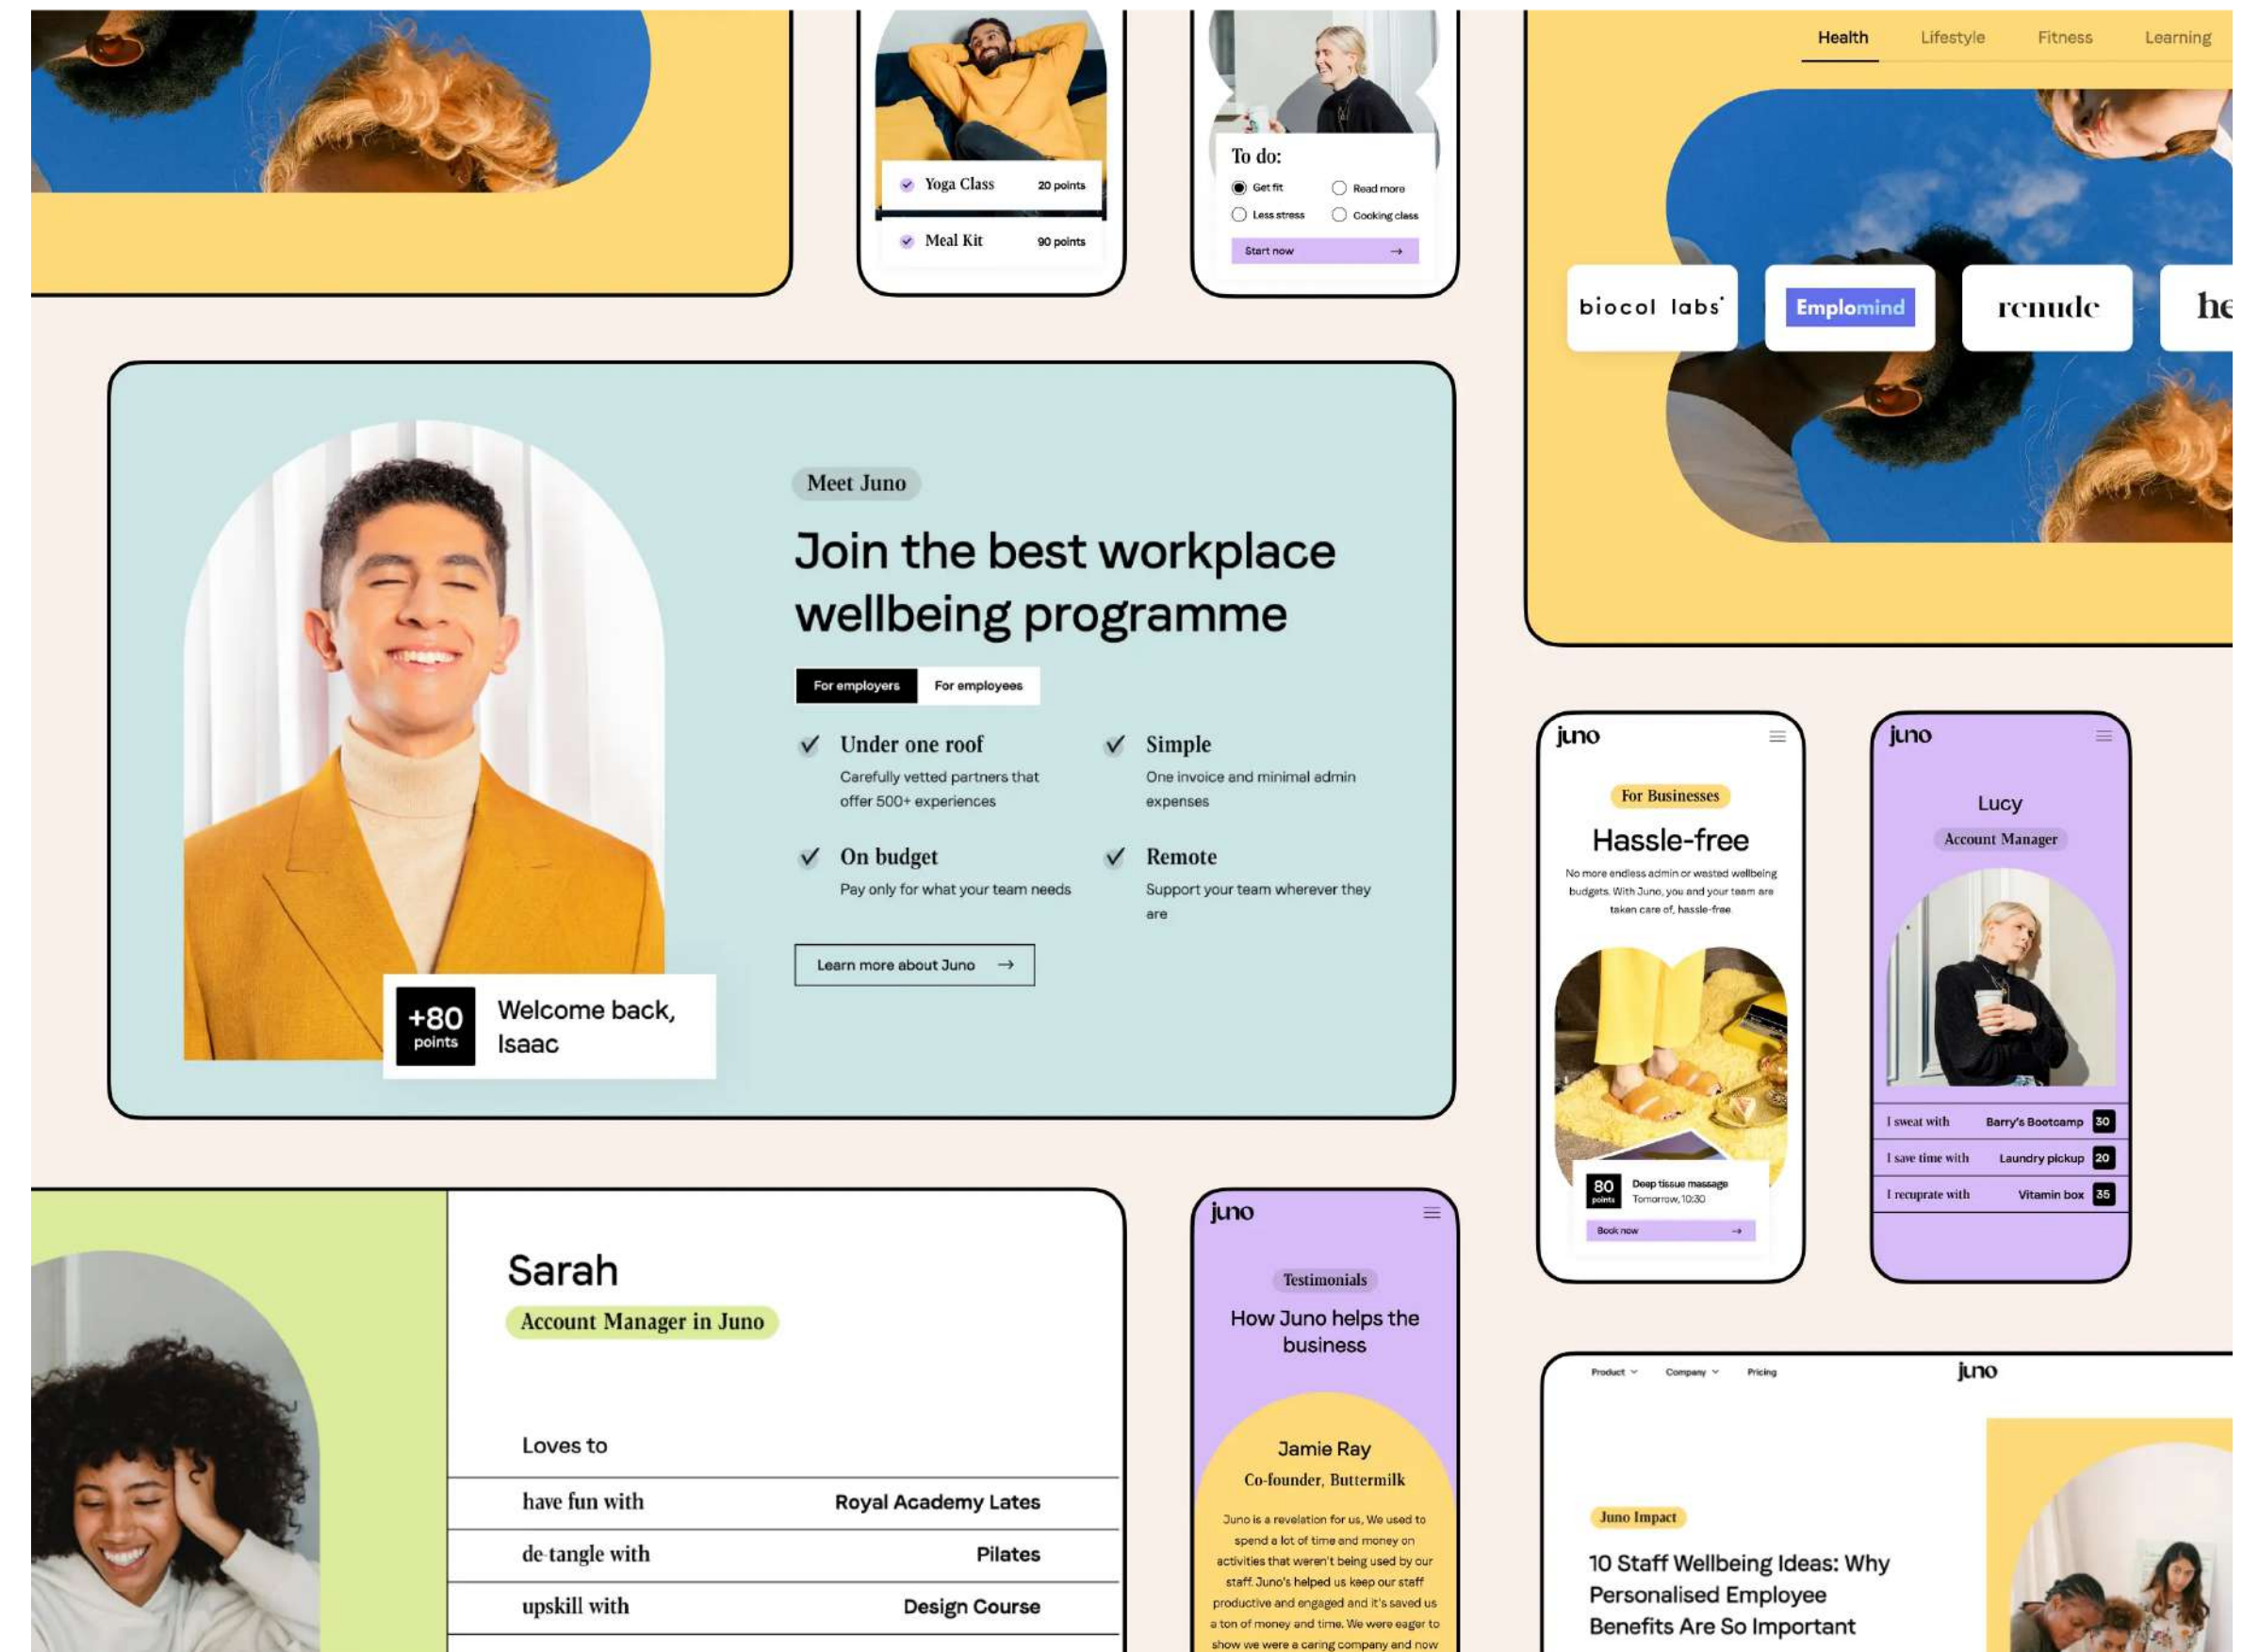 Yoga Class 20 points
Meal Kit 90 points
To do:
Get fit Read more
Less stress Cooking class
Start now →
Health Lifestyle Fitness Learning
biocol labs
Emplomind
renude
he
Meet Juno
Join the best workplace
wellbeing programme
For employers For employees
Under one roof
Carefully vetted partners that
offer 500+ experiences
Simple
One invoice and minimal admin
expenses
On budget
Pay only for what your team needs
Remote
Support your team wherever they
are
Learn more about Juno →
+80
points
Welcome back,
Isaac
juno
For Businesses
Hassle-free
No more endless admin or wasted wellbeing
budgets. With Juno, you and your team are
taken care of, hassle-free.
80
points
Deep tissue massage
Tomorrow, 10:30
Book now →
juno
Lucy
Account Manager
I sweat with Barry's Bootcamp 30
I save time with Laundry pickup 20
I recuprate with Vitamin box 35
Sarah
Account Manager in Juno
Loves to
have fun with Royal Academy Lates
de-tangle with Pilates
upskill with Design Course
juno
Testimonials
How Juno helps the
business
Jamie Ray
Co-founder, Buttermilk
Juno is a revelation for us, We used to
spend a lot of time and money on
activities that weren't being used by our
staff. Juno's helped us keep our staff
productive and engaged and it's saved us
a ton of money and time. We were eager to
show we were a caring company and now
Product Company Pricing
juno
Juno Impact
10 Staff Wellbeing Ideas: Why
Personalised Employee
Benefits Are So Important